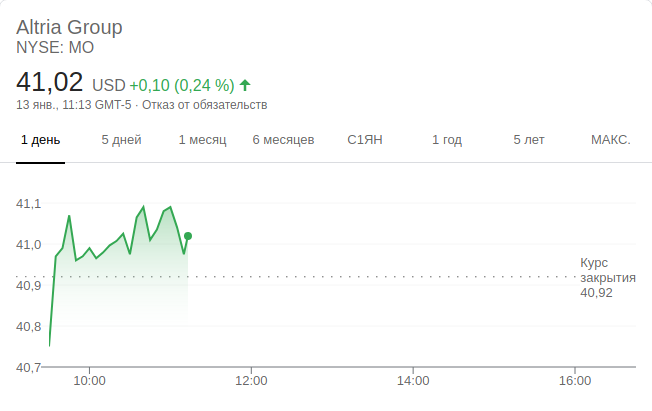 Altria Group
NYSE: MO
41,02 USD +0,10 (0,24 %)
13 янв., 11:13 GMT-5 · Отказ от обязательств
1 день 5 дней 1 месяц 6 месяцев С1ЯН 1 год 5 лет МАКС.
41,1
41,0
Курс
закрытия
40,9
40,92
40,8
40,7
10:00 12:00 14:00 16:00